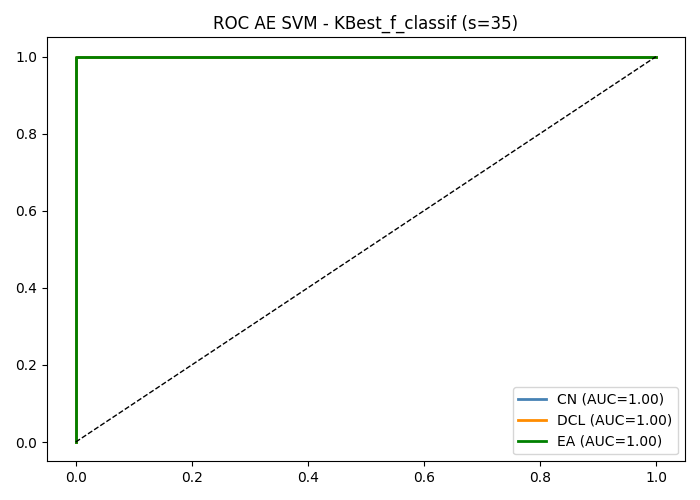 ROC AE SVM - KBest_f_classif (s=35)
1.0
0.8
0.6
0.4
0.2
0.0
CN (AUC=1.00)
DCL (AUC=1.00)
EA (AUC=1.00)
0.0 0.2 0.4 0.6 0.8 1.0